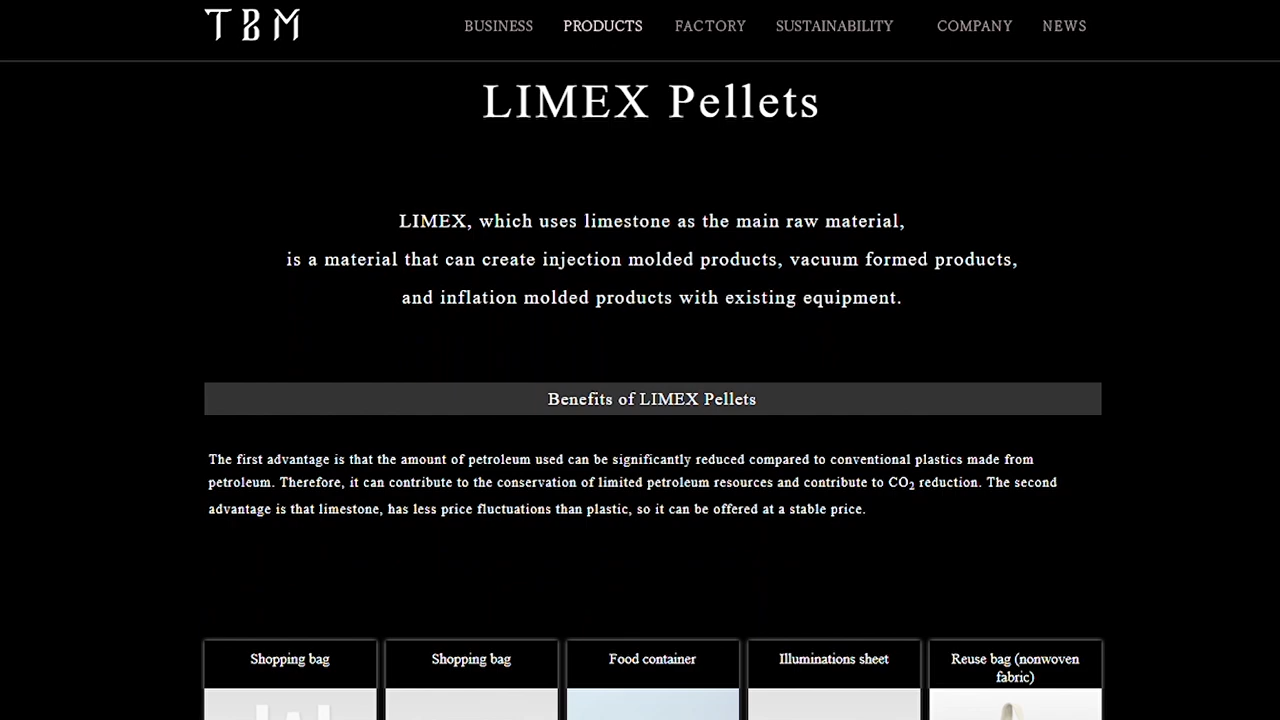 TBM
BUSINESS PRODUCTS FACTORY SUSTAINABILITY COMPANY NEWS
LIMEX Pellets
LIMEX, which uses limestone as the main raw material,
is a material that can create injection molded products, vacuum formed products,
and inflation molded products with existing equipment.
Benefits of LIMEX Pellets
The first advantage is that the amount of petroleum used can be significantly reduced compared to conventional plastics made from
petroleum. Therefore, it can contribute to the conservation of limited petroleum resources and contribute to CO₂ reduction. The second
advantage is that limestone, has less price fluctuations than plastic, so it can be offered at a stable price.
Shopping bag
Shopping bag
Food container
Illuminations sheet
Reuse bag (nonwoven
fabric)